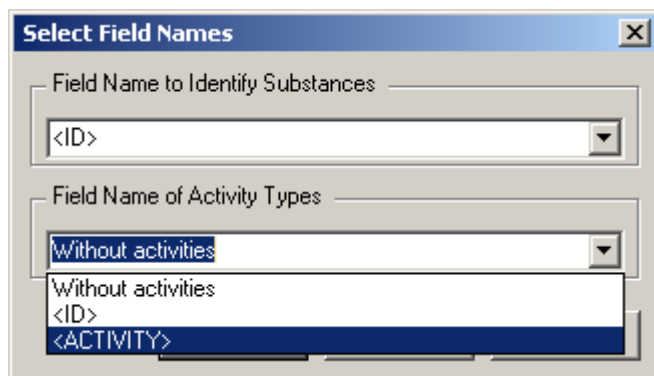 Select Field Names
Field Name to Identify Substances
<ID>
Field Name of Activity Types
Without activities
Without activities
<ID>
<ACTIVITY>